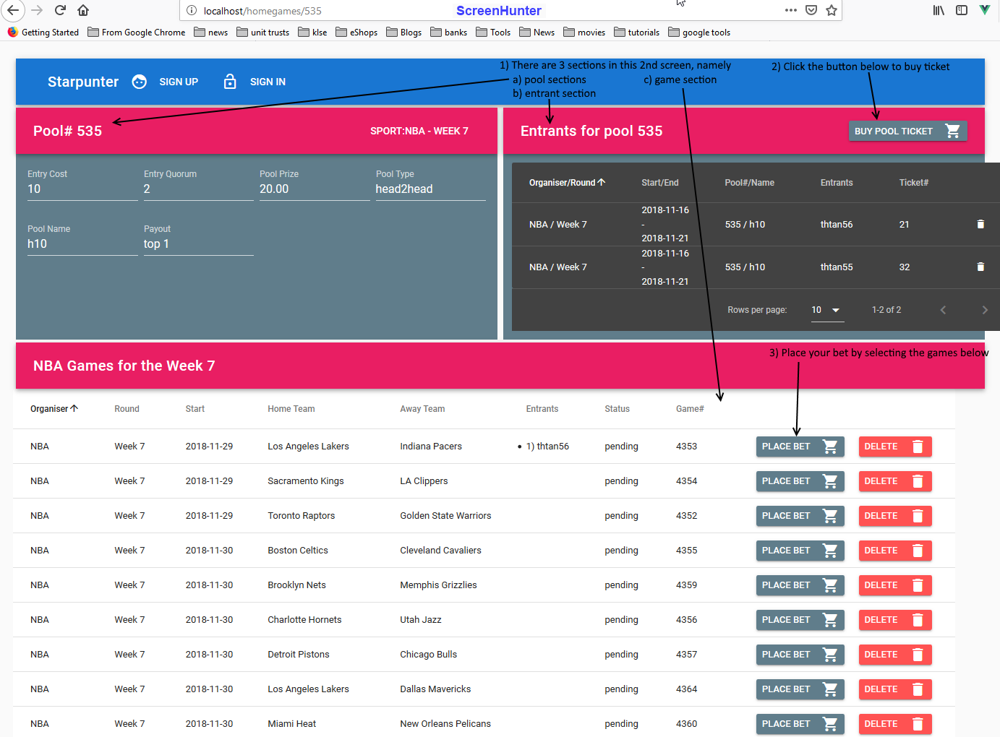 localhost/homegames/535
ScreenHunter
Getting Started From Google Chrome news unit trusts klse eShops Blogs banks Tools News movies tutorials google tools
1) There are 3 sections in this 2nd screen, namely
a) pool sections c) game section
b) entrant section
2) Click the button below to buy ticket
Starpunter SIGN UP SIGN IN
Pool# 535 SPORT:NBA - WEEK 7
Entry Cost Entry Quorum Pool Prize Pool Type
10 2 20.00 head2head
Pool Name Payout
h10 top 1
Entrants for pool 535 BUY POOL TICKET
Organiser/Round Start/End Pool#/Name Entrants Ticket#
2018-11-16
NBA / Week 7 - 535 / h10 thtan56 21
2018-11-21
2018-11-16
NBA / Week 7 - 535 / h10 thtan55 32
2018-11-21
Rows per page: 10 1-2 of 2
3) Place your bet by selecting the games below
NBA Games for the Week 7
Organiser Round Start Home Team Away Team Entrants Status Game#
NBA Week 7 2018-11-29 Los Angeles Lakers Indiana Pacers • 1) thtan56 pending 4353 PLACE BET DELETE
NBA Week 7 2018-11-29 Sacramento Kings LA Clippers pending 4354 PLACE BET DELETE
NBA Week 7 2018-11-29 Toronto Raptors Golden State Warriors pending 4352 PLACE BET DELETE
NBA Week 7 2018-11-30 Boston Celtics Cleveland Cavaliers pending 4355 PLACE BET DELETE
NBA Week 7 2018-11-30 Brooklyn Nets Memphis Grizzlies pending 4359 PLACE BET DELETE
NBA Week 7 2018-11-30 Charlotte Hornets Utah Jazz pending 4356 PLACE BET DELETE
NBA Week 7 2018-11-30 Detroit Pistons Chicago Bulls pending 4357 PLACE BET DELETE
NBA Week 7 2018-11-30 Los Angeles Lakers Dallas Mavericks pending 4364 PLACE BET DELETE
NBA Week 7 2018-11-30 Miami Heat New Orleans Pelicans pending 4360 PLACE BET DELETE